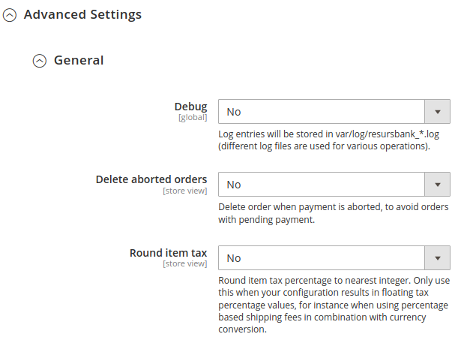 Advanced Settings
General
Debug
[global]
No
Log entries will be stored in var/log/resursbank_*.log
(different log files are used for various operations).
Delete aborted orders
[store view]
No
Delete order when payment is aborted, to avoid orders
with pending payment.
Round item tax
[store view]
No
Round item tax percentage to nearest integer. Only use
this when your configuration results in floating tax
percentage values, for instance when using percentage
based shipping fees in combination with currency
conversion.